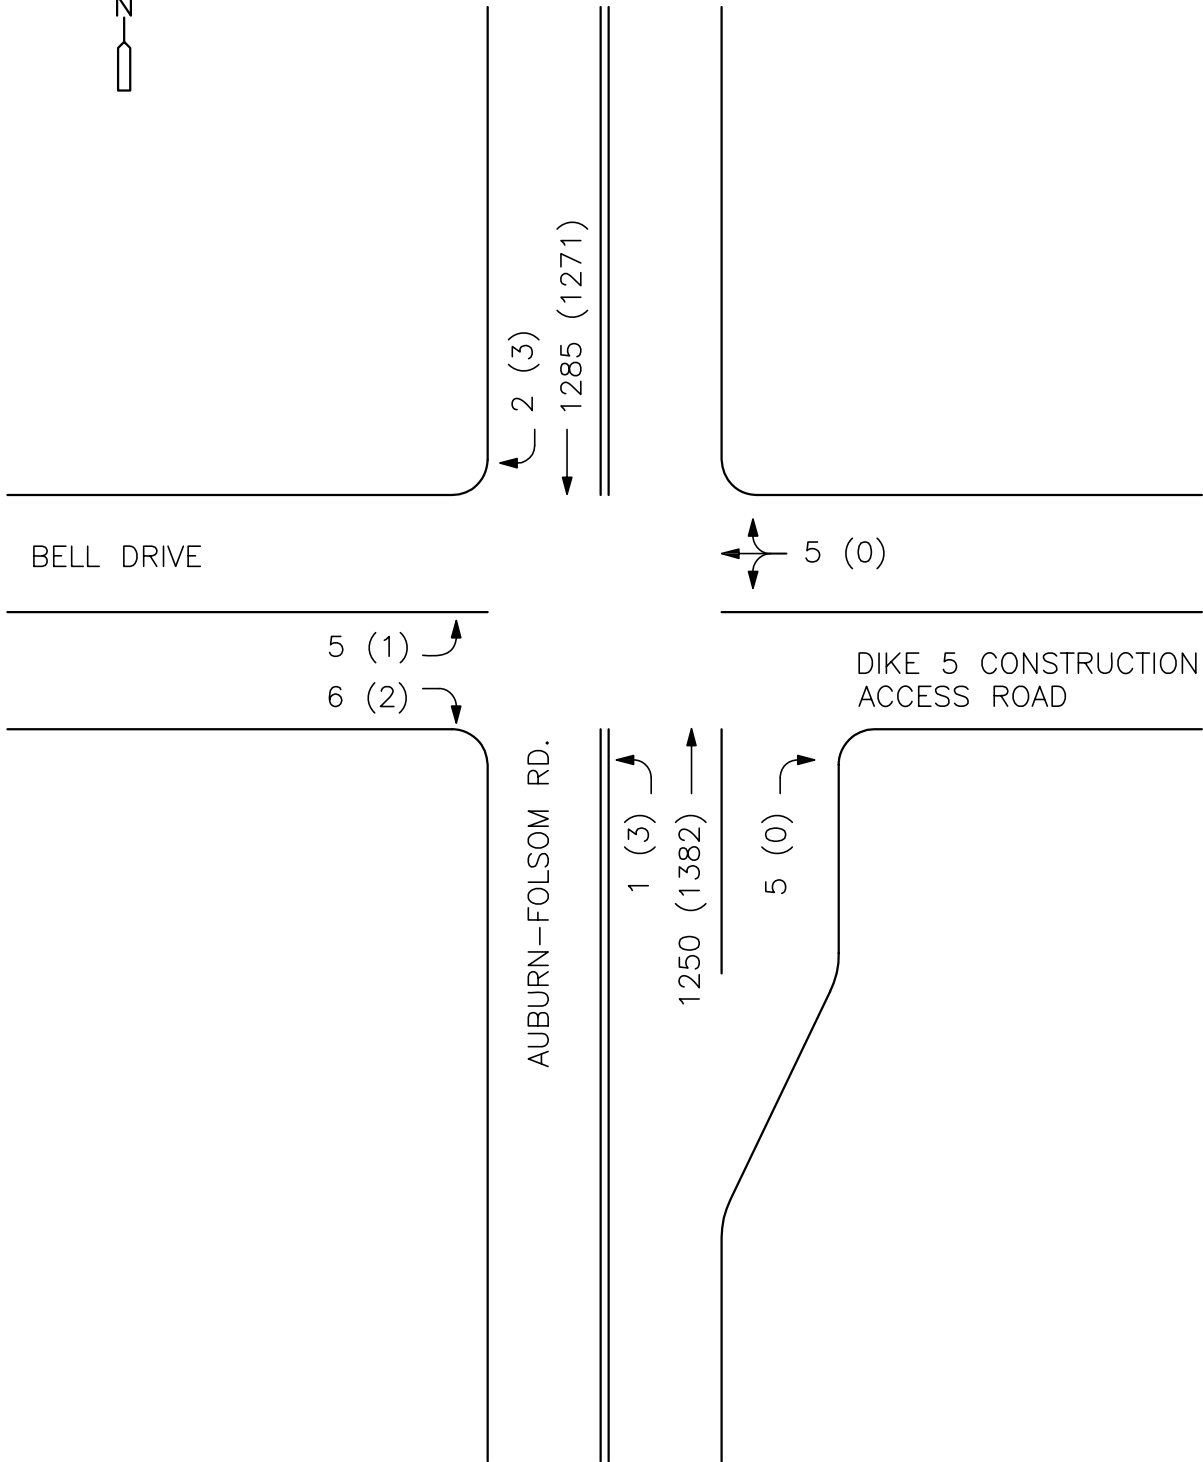 N
1285 (1271)
2 (3)
BELL DRIVE
5 (0)
5 (1)
6 (2)
DIKE 5 CONSTRUCTION
ACCESS ROAD
AUBURN-FOLSOM RD.
1 (3)
1250 (1382)
5 (0)